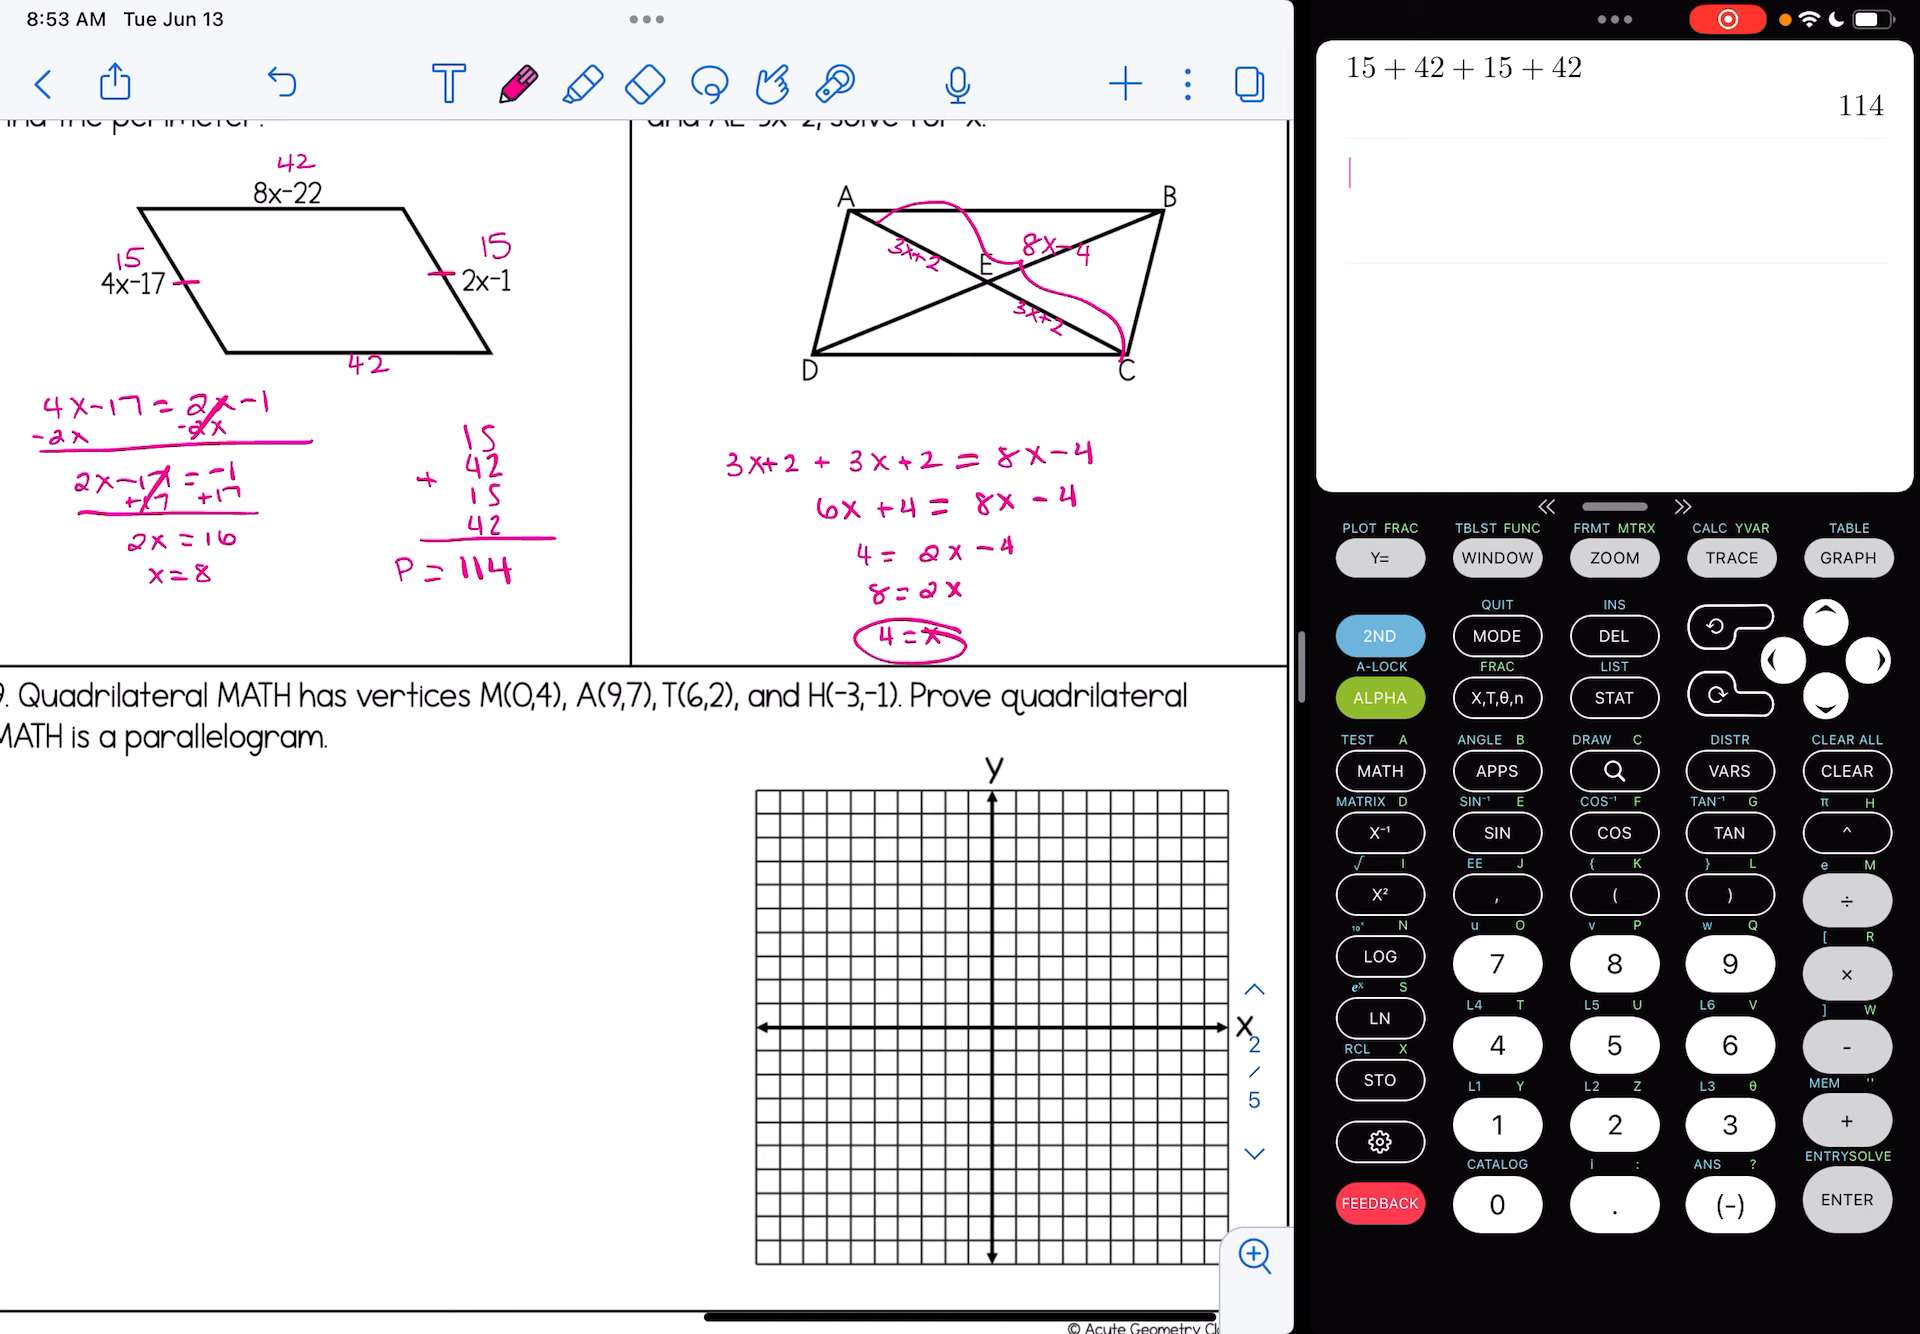 8:53 AM Tue Jun 13
15 + 42 + 15 + 42
114
the perimeter.
solve for x.
42
8x-22
15
4x-17
15
2x-1
42
4x-17 = 2x-1
-2x -2x
2x-17 = -1
+17 +17
2x = 16
x = 8
15
42
+ 15
42
P = 114
A
B
3x+2
8x-4
E
3x+2
D
C
3x+2 + 3x+2 = 8x-4
6x+4 = 8x-4
4 = 2x-4
8 = 2x
4 = x
9. Quadrilateral MATH has vertices M(0,4), A(9,7), T(6,2), and H(-3,-1). Prove quadrilateral
MATH is a parallelogram.
y
x
2
/
5
© Acute Geometry
PLOT FRAC TBLST FUNC FRMT MTRX CALC YVAR TABLE
Y= WINDOW ZOOM TRACE GRAPH
QUIT INS
2ND MODE DEL
A-LOCK FRAC LIST
ALPHA X,T,θ,n STAT
TEST A ANGLE B DRAW C DISTR CLEAR ALL
MATH APPS VARS CLEAR
MATRIX D SIN⁻¹ E COS⁻¹ F TAN⁻¹ G π H
X⁻¹ SIN COS TAN ^
√ I EE J { K } L e M
X² , ( ) ÷
10ˣ N u O v P w Q [ R
LOG 7 8 9 ×
eˣ S L4 T L5 U L6 V ] W
LN 4 5 6 -
RCL X L1 Y L2 Z L3 θ MEM "
STO 1 2 3 +
CATALOG i : ANS ? ENTRY SOLVE
FEEDBACK 0 . (-) ENTER